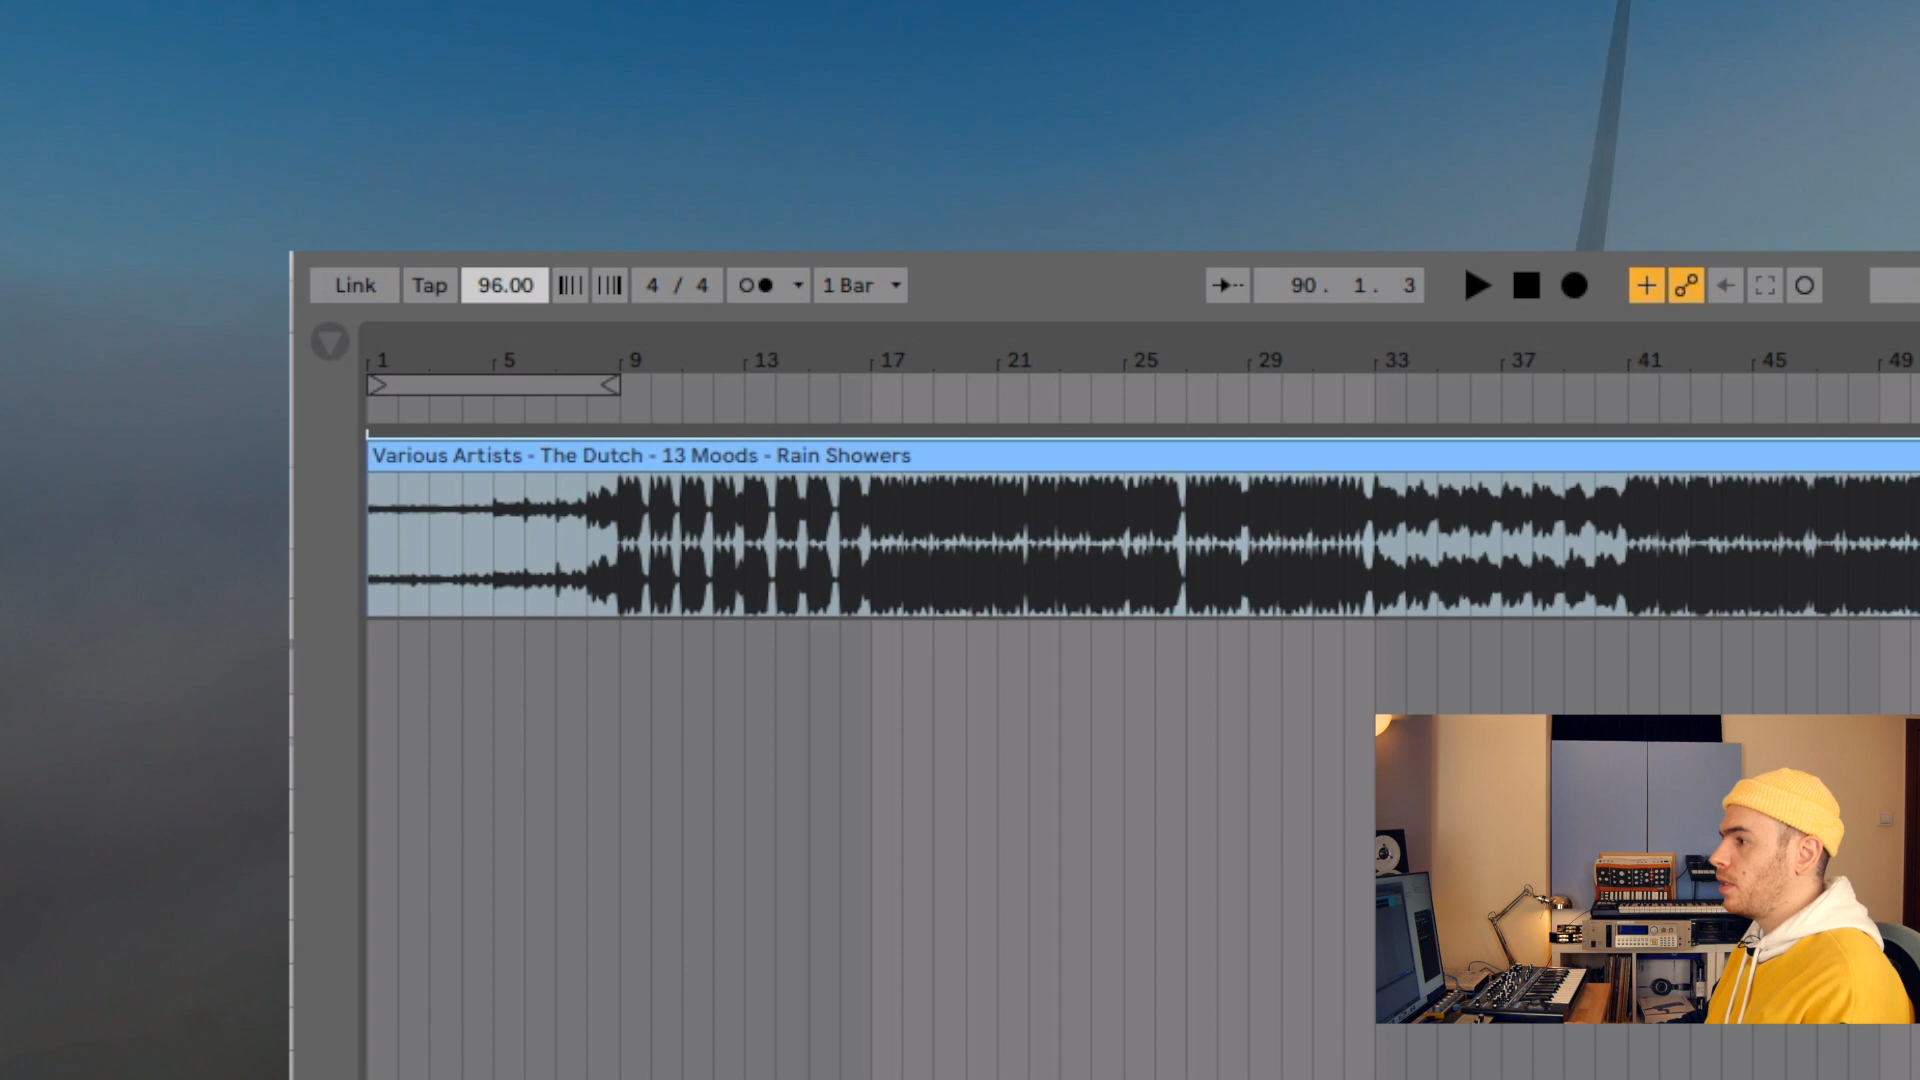 Link Tap 96.00 4 / 4 1 Bar 90. 1. 3
1 5 9 13 17 21 25 29 33 37 41 45 49
Various Artists - The Dutch - 13 Moods - Rain Showers